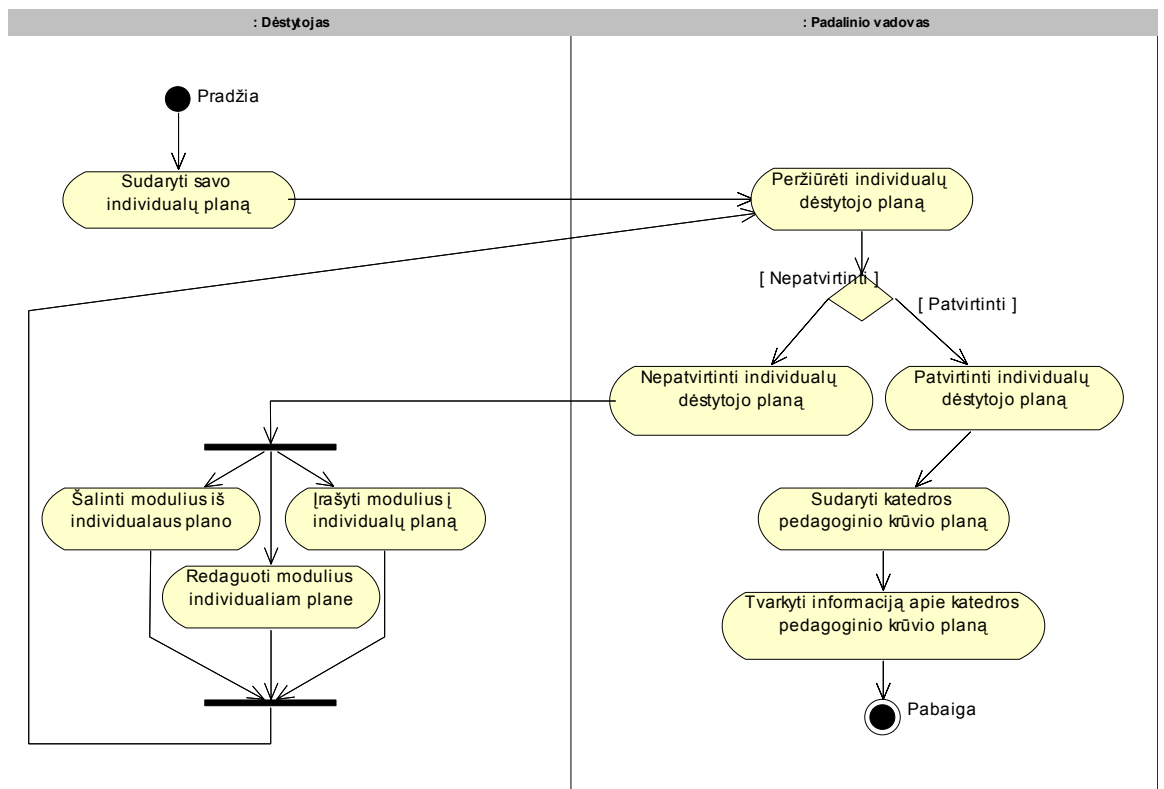 : Dėstytojas
: Padalinio vadovas
Pradžia
Sudaryti savo
individualų planą
Peržiūrėti individualų
dėstytojo planą
[ Nepatvirtinti ]
[ Patvirtinti ]
Nepatvirtinti individualų
dėstytojo planą
Patvirtinti individualų
dėstytojo planą
Šalinti modulius iš
individualaus plano
Įrašyti modulius į
individualų planą
Redaguoti modulius
individualiam plane
Sudaryti katedros
pedagoginio krūvio planą
Tvarkyti informaciją apie katedros
pedagoginio krūvio planą
Pabaiga